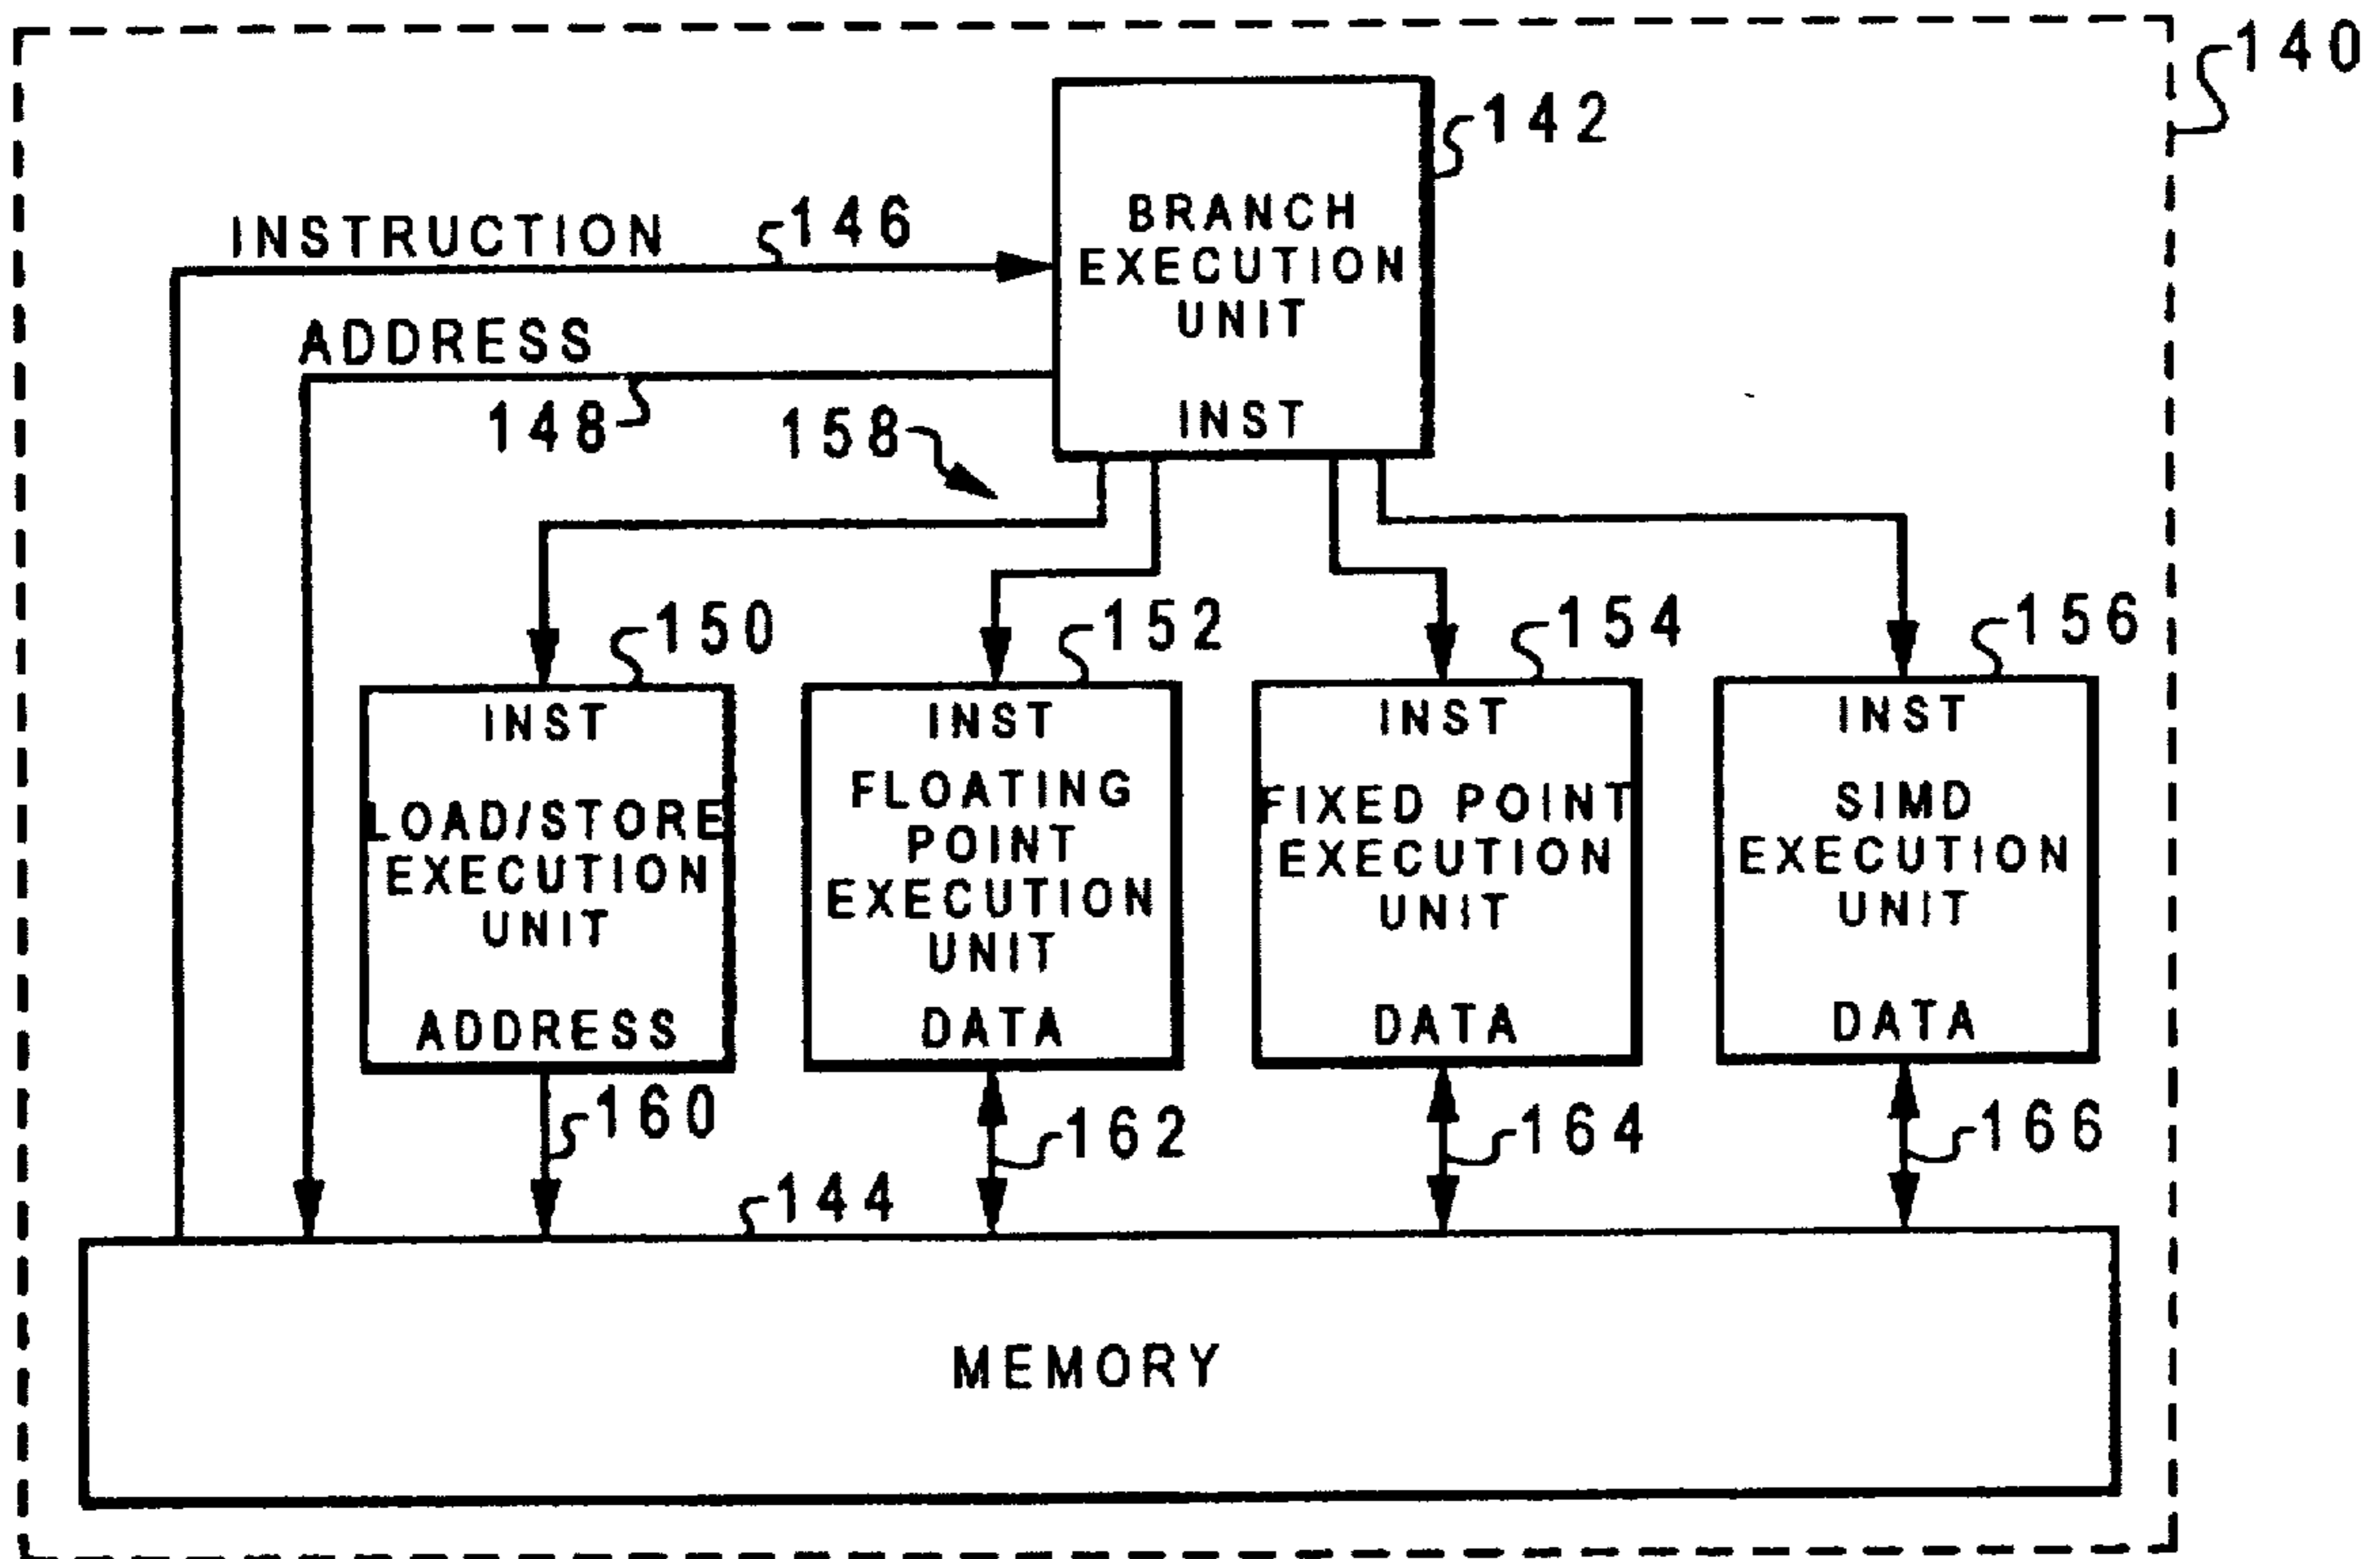 140
142
BRANCH
EXECUTION
UNIT
INST
INSTRUCTION
146
ADDRESS
148
158
150
152
154
156
INST
LOAD/STORE
EXECUTION
UNIT
ADDRESS
INST
FLOATING
POINT
EXECUTION
UNIT
DATA
INST
FIXED POINT
EXECUTION
UNIT
DATA
INST
SIMD
EXECUTION
UNIT
DATA
160
162
164
166
144
MEMORY